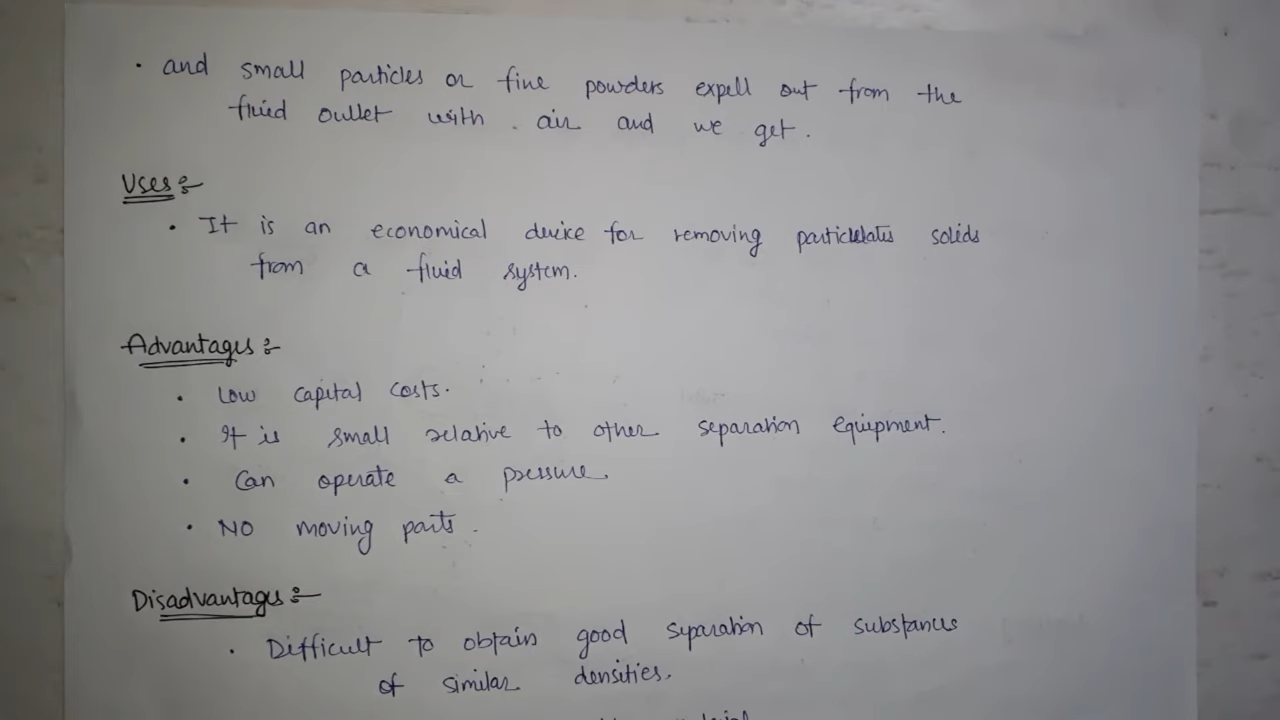 • and small particles or fine powders expell out from the
fluid outlet with . air and we get.
Uses :-
• It is an economical device for removing particulates solids
from a fluid system.
Advantages :-
• Low capital costs.
• It is small relative to other separation equipment.
• Can operate a pressure.
• NO moving parts.
Disadvantages :-
• Difficult to obtain good separation of substances
of similar densities.